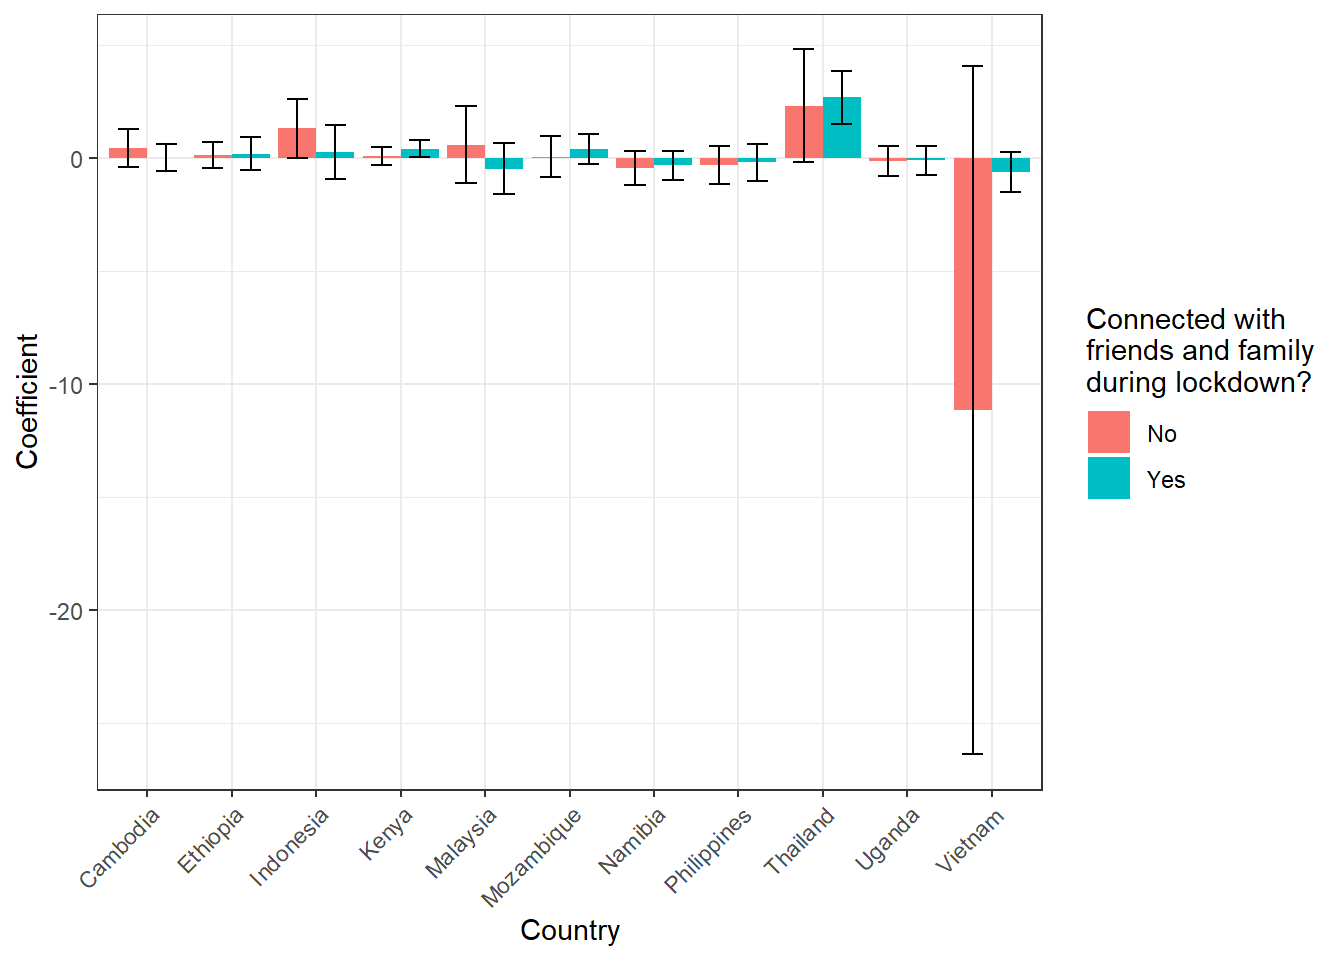 0
-10
-20
Coefficient
Cambodia
Ethiopia
Indonesia
Kenya
Malaysia
Mozambique
Namibia
Philippines
Thailand
Uganda
Vietnam
Country
Connected with
friends and family
during lockdown?
No
Yes